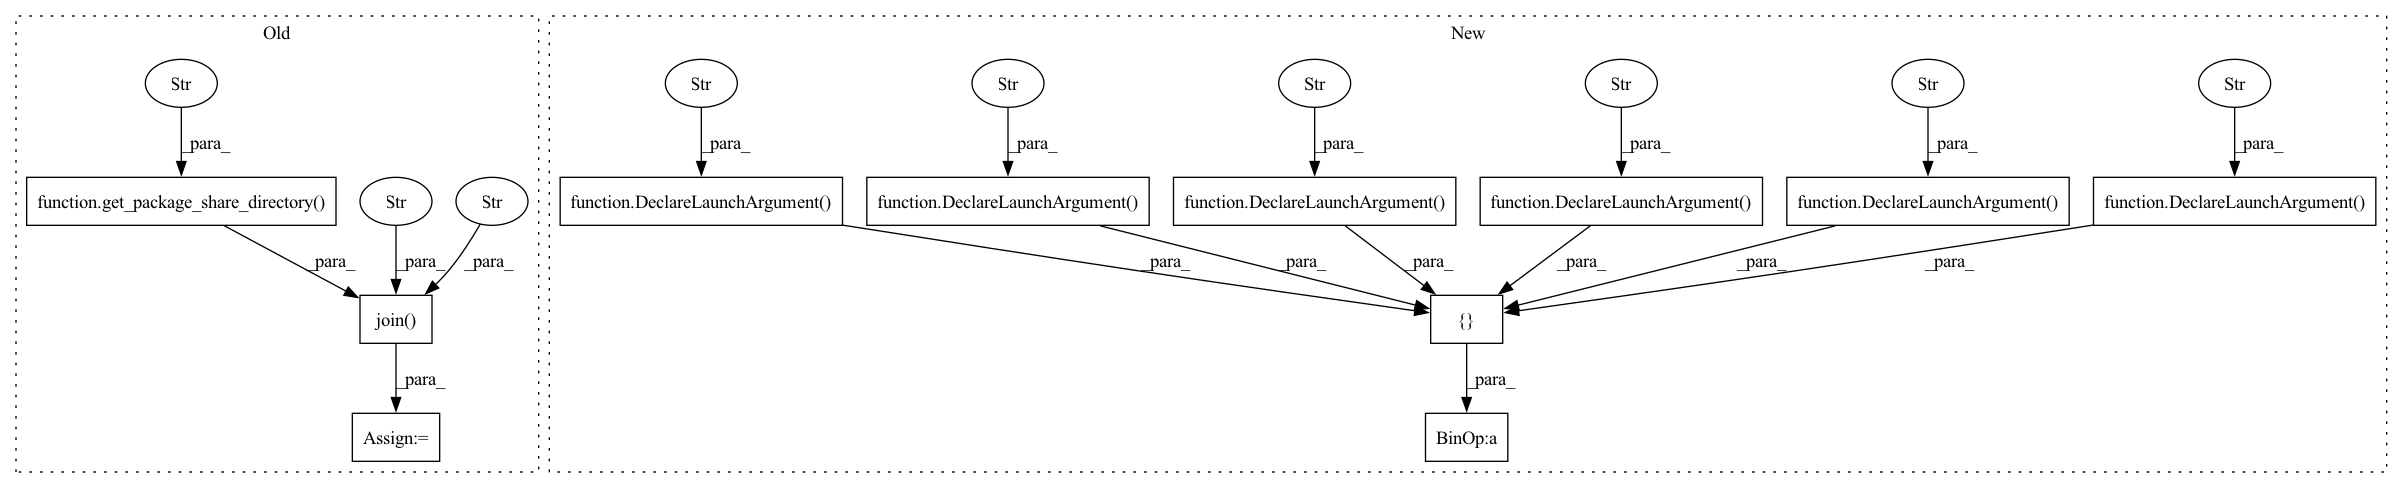 Old
New
Str
Str
Str
Str
Str
Str
Str
_para_
_para_
_para_
_para_
_para_
_para_
_para_
function.get_package_share_directory()
Str
Str
function.DeclareLaunchArgument()
function.DeclareLaunchArgument()
function.DeclareLaunchArgument()
function.DeclareLaunchArgument()
function.DeclareLaunchArgument()
function.DeclareLaunchArgument()
_para_
_para_
_para_
_para_
_para_
_para_
_para_
_para_
_para_
join()
{}
_para_
_para_
Assign:=
BinOp:a